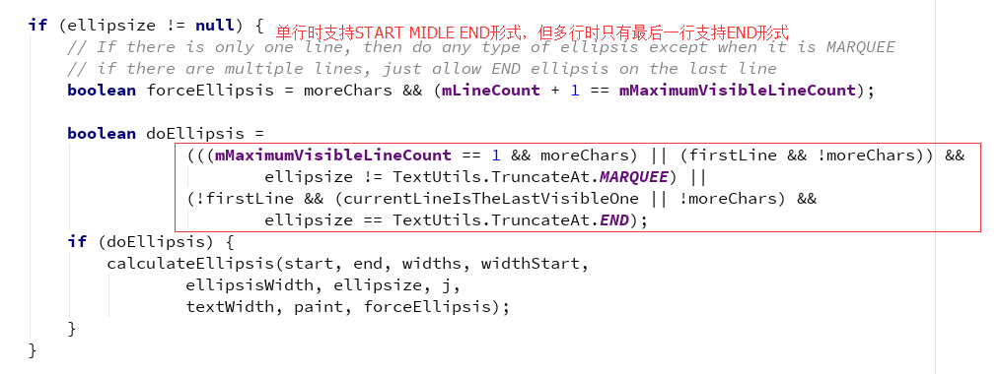 if (ellipsize != null) { 单行时支持START MIDLE END形式，但多行时只有最后一行支持END形式
// If there is only one line, then do any type of ellipsis except when it is MARQUEE
// if there are multiple lines, just allow END ellipsis on the last line
boolean forceEllipsis = moreChars && (mLineCount + 1 == mMaximumVisibleLineCount);
boolean doEllipsis =
(((mMaximumVisibleLineCount == 1 && moreChars) || (firstLine && !moreChars)) &&
ellipsize != TextUtils.TruncateAt.MARQUEE) ||
(!firstLine && (currentLineIsTheLastVisibleOne || !moreChars) &&
ellipsize == TextUtils.TruncateAt.END);
if (doEllipsis) {
calculateEllipsis(start, end, widths, widthStart,
ellipsisWidth, ellipsize, j,
textWidth, paint, forceEllipsis);
}
}